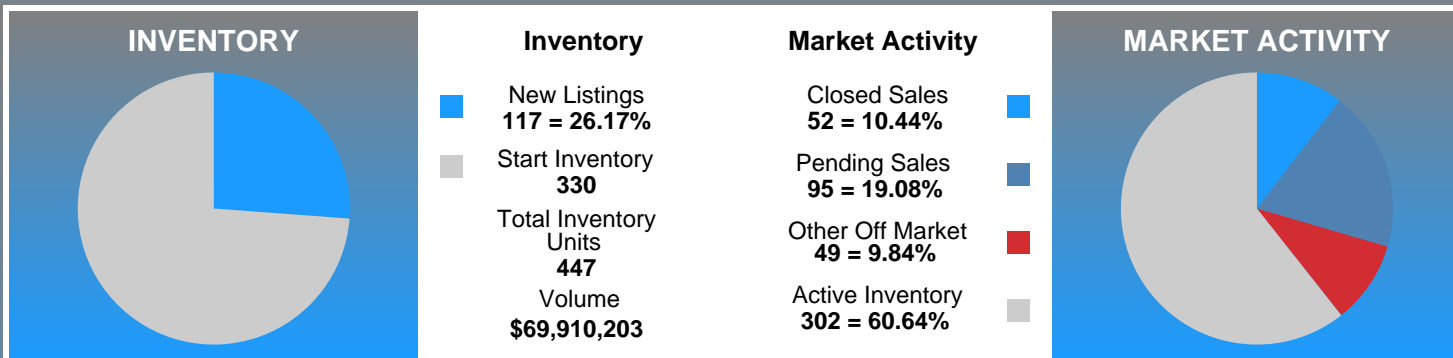 INVENTORY
Inventory
New Listings
117 = 26.17%
Start Inventory
330
Total Inventory
Units
447
Volume
$69,910,203
Market Activity
Closed Sales
52 = 10.44%
Pending Sales
95 = 19.08%
Other Off Market
49 = 9.84%
Active Inventory
302 = 60.64%
MARKET ACTIVITY